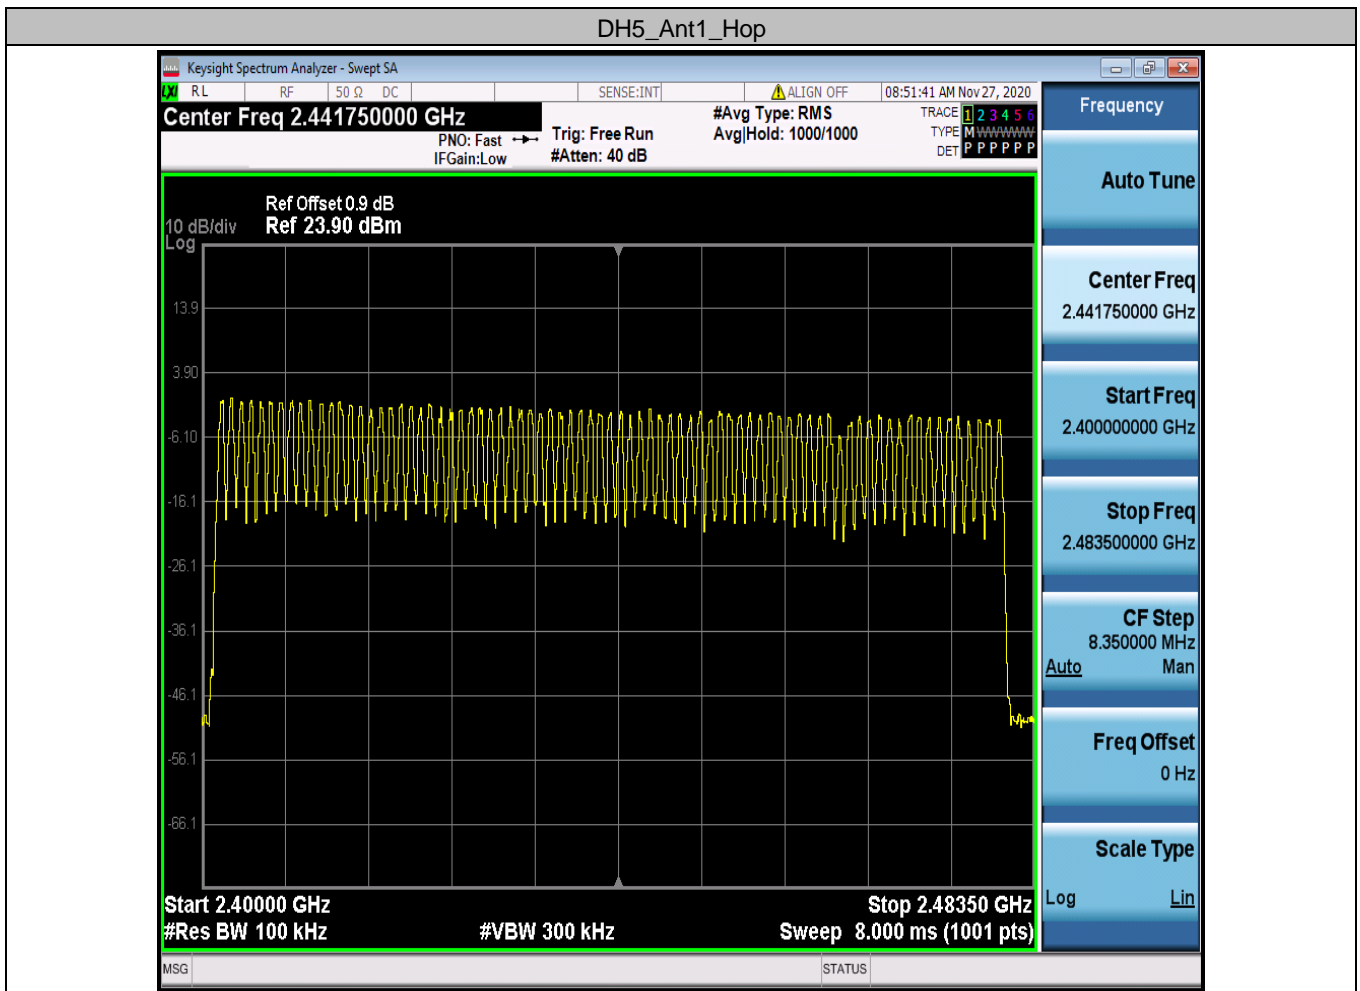 DH5_Ant1_Hop
Keysight Spectrum Analyzer - Swept SA
LXI RL RF 50 Ω DC SENSE:INT ALIGN OFF 08:51:41 AM Nov 27, 2020
Center Freq 2.441750000 GHz
PNO: Fast
IFGain:Low
Trig: Free Run
#Atten: 40 dB
#Avg Type: RMS
Avg|Hold: 1000/1000
TRACE 1 2 3 4 5 6
TYPE M WWWWW
DET P P P P P P
Frequency
Auto Tune
Center Freq
2.441750000 GHz
Start Freq
2.400000000 GHz
Stop Freq
2.483500000 GHz
CF Step
8.350000 MHz
Auto Man
Freq Offset
0 Hz
Scale Type
Log Lin
Ref Offset 0.9 dB
10 dB/div Ref 23.90 dBm
Log
13.9
3.90
-6.10
-16.1
-26.1
-36.1
-46.1
-56.1
-66.1
Start 2.40000 GHz Stop 2.48350 GHz
#Res BW 100 kHz #VBW 300 kHz Sweep 8.000 ms (1001 pts)
MSG STATUS